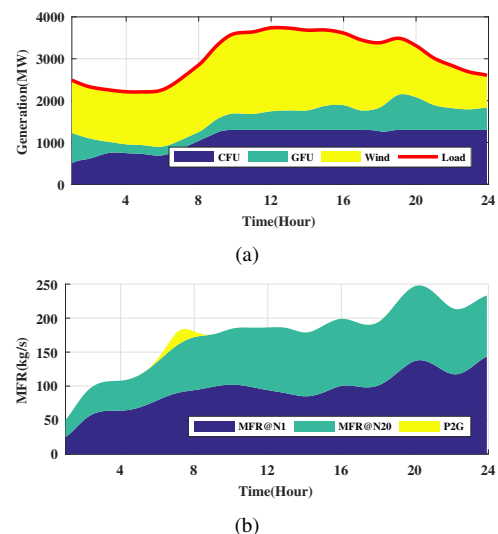 4000
3000
2000
1000
0
Generation(MW)
CFU GFU Wind Load
4 8 12 16 20 24
Time(Hour)
(a)
250
200
150
100
50
0
MFR(kg/s)
MFR@N1 MFR@N20 P2G
4 8 12 16 20 24
Time(Hour)
(b)